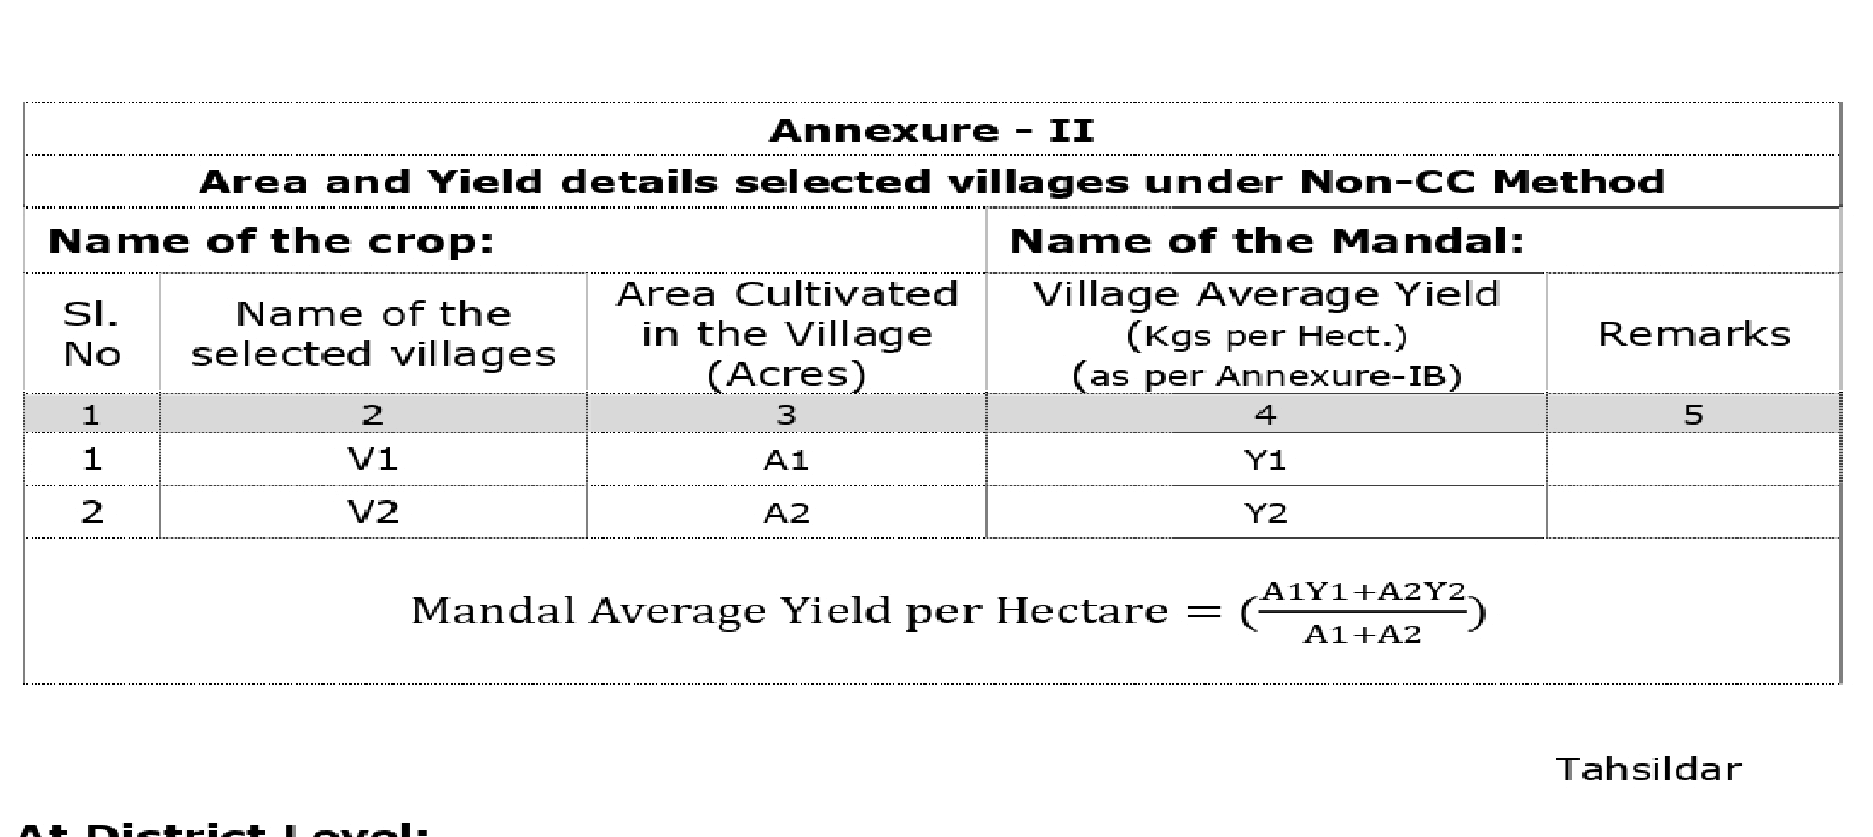 Annexure - II
Area and Yield details selected villages under Non-CC Method
Name of the crop: Name of the Mandal:
Sl. No
Name of the selected villages
Area Cultivated in the Village (Acres)
Village Average Yield (Kgs per Hect.) (as per Annexure-IB)
Remarks
1 2 3 4 5
1 V1 A1 Y1
2 V2 A2 Y2
Mandal Average Yield per Hectare = (A1Y1+A2Y2 / A1+A2)
Tahsildar
At District Level: